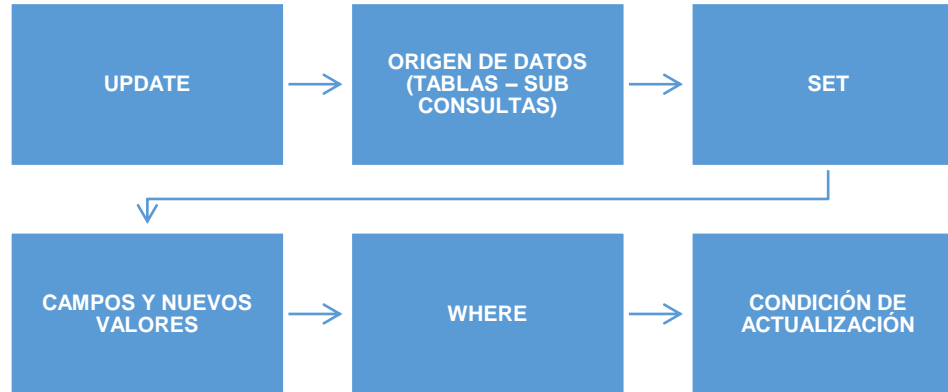 UPDATE
ORIGEN DE DATOS
(TABLAS – SUB
CONSULTAS)
SET
CAMPOS Y NUEVOS
VALORES
WHERE
CONDICIÓN DE
ACTUALIZACIÓN